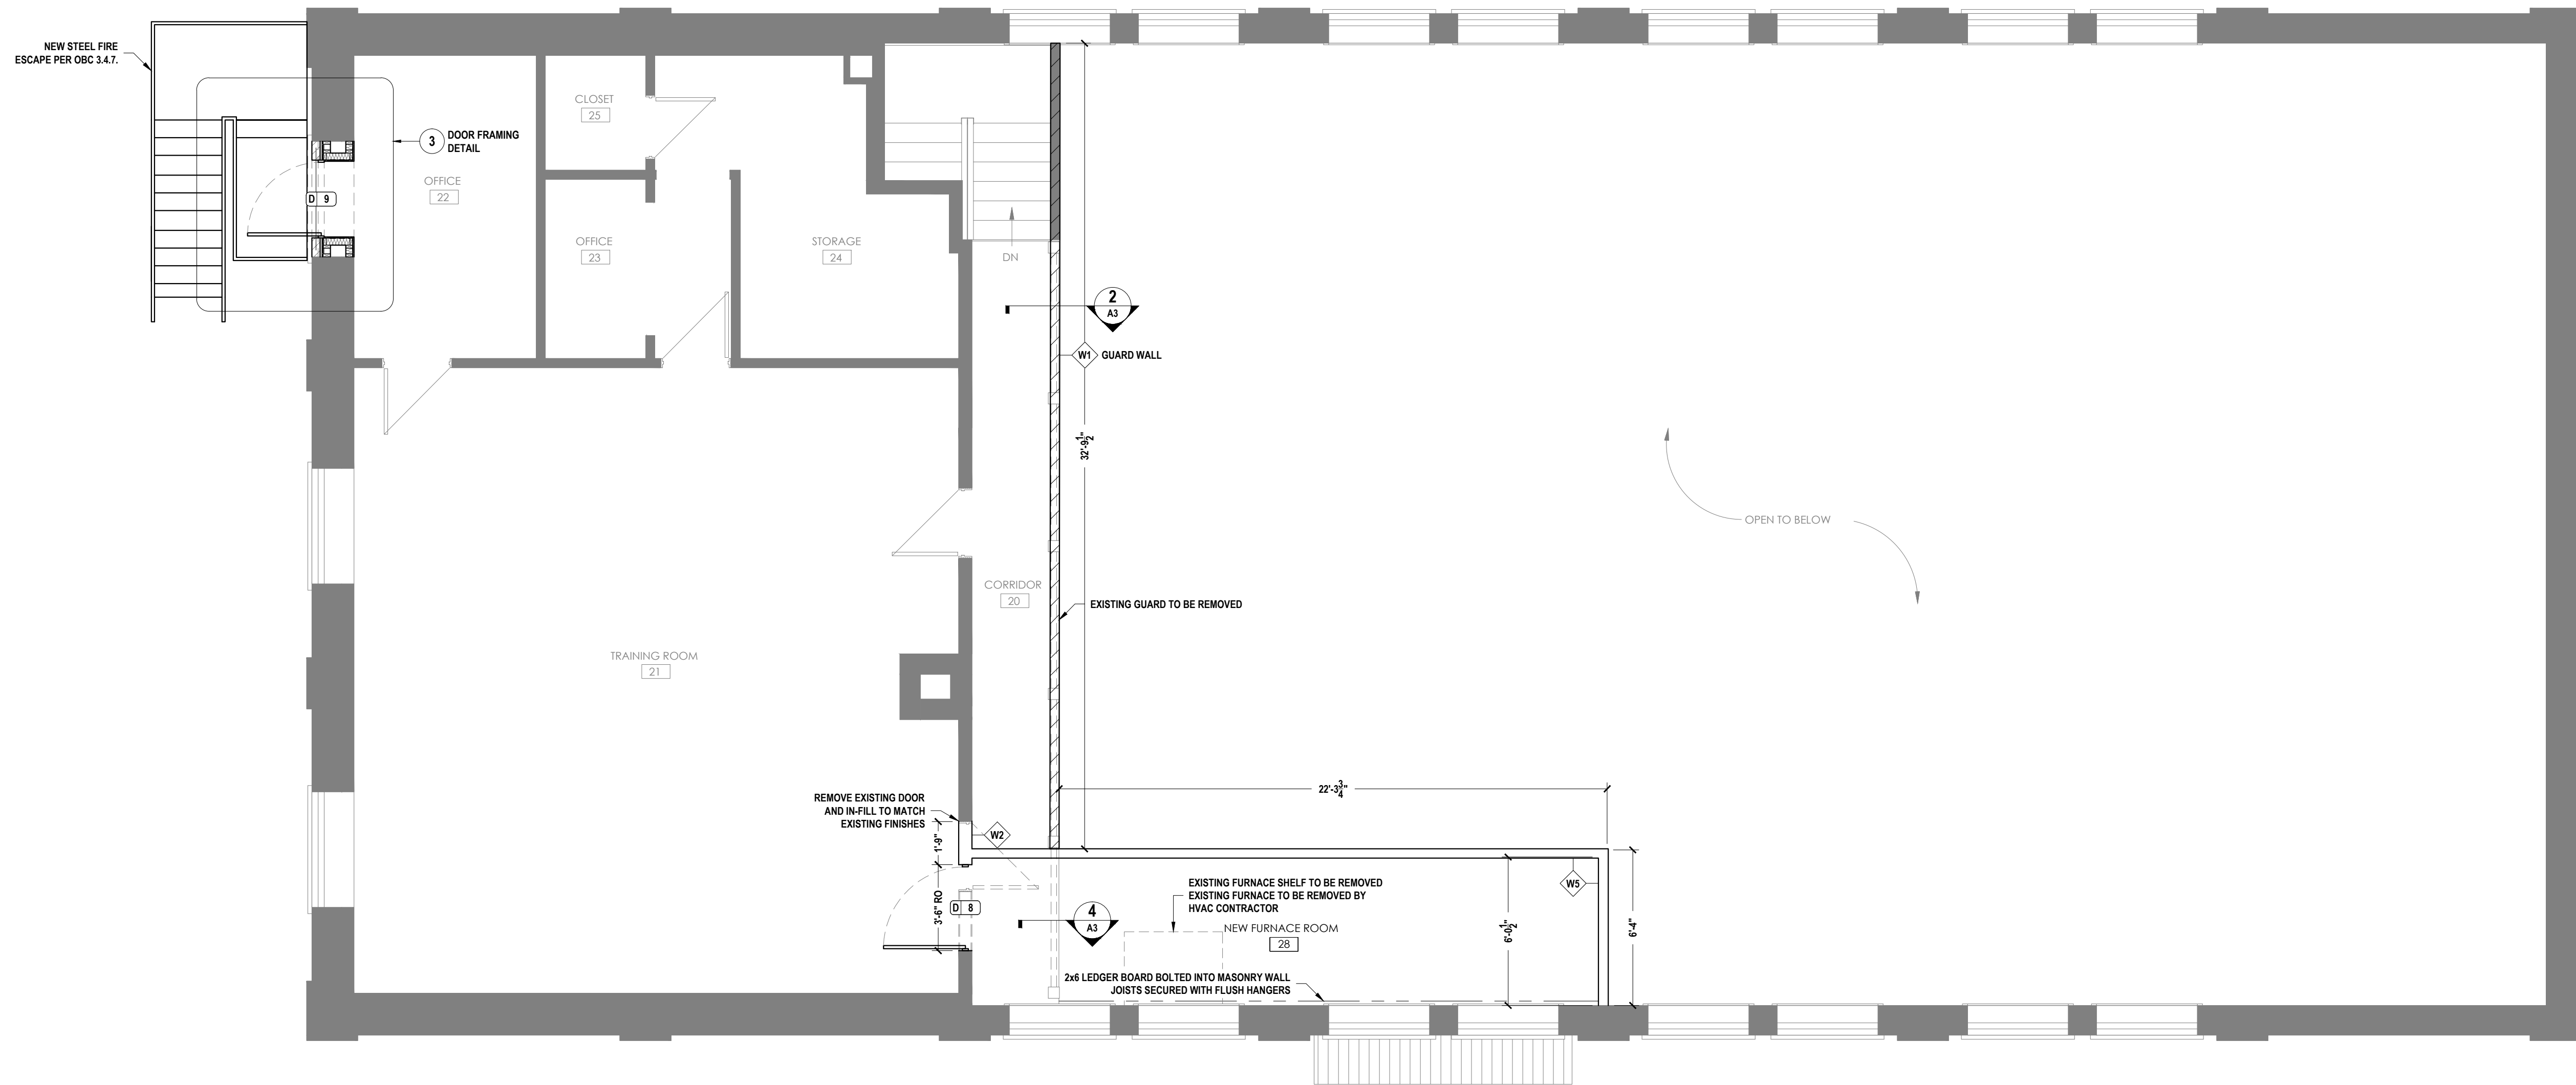 NEW STEEL FIRE
ESCAPE PER OBC 3.4.7.
3
DOOR FRAMING
DETAIL
CLOSET
25
OFFICE
22
D 9
OFFICE
23
STORAGE
24
DN
2
A3
W1
GUARD WALL
32'-9 1/2"
OPEN TO BELOW
CORRIDOR
20
EXISTING GUARD TO BE REMOVED
TRAINING ROOM
21
22'-3 3/4"
REMOVE EXISTING DOOR
AND IN-FILL TO MATCH
EXISTING FINISHES
W2
1'-9"
3'-6" RO
D 8
4
A3
EXISTING FURNACE SHELF TO BE REMOVED
EXISTING FURNACE TO BE REMOVED BY
HVAC CONTRACTOR
NEW FURNACE ROOM
28
W5
6'-0 1/2"
6'-4"
2x6 LEDGER BOARD BOLTED INTO MASONRY WALL
JOISTS SECURED WITH FLUSH HANGERS